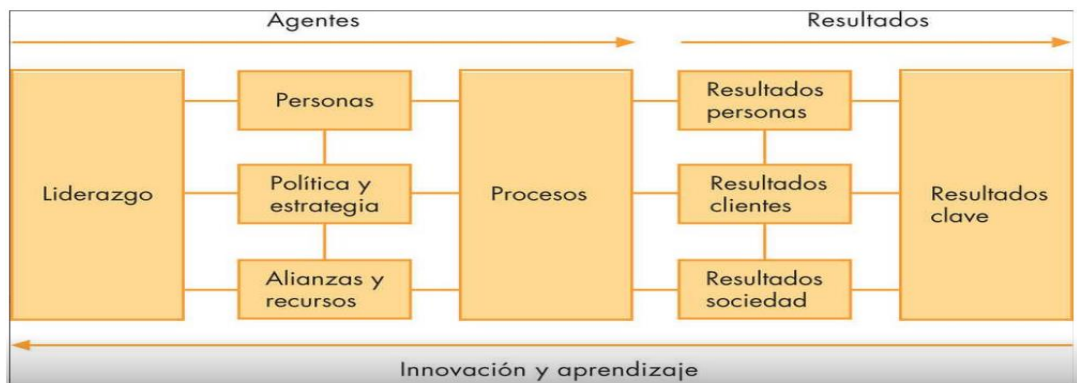 Agentes
Resultados
Liderazgo
Personas
Política y
estrategia
Alianzas y
recursos
Procesos
Resultados
personas
Resultados
clientes
Resultados
sociedad
Resultados
clave
Innovación y aprendizaje